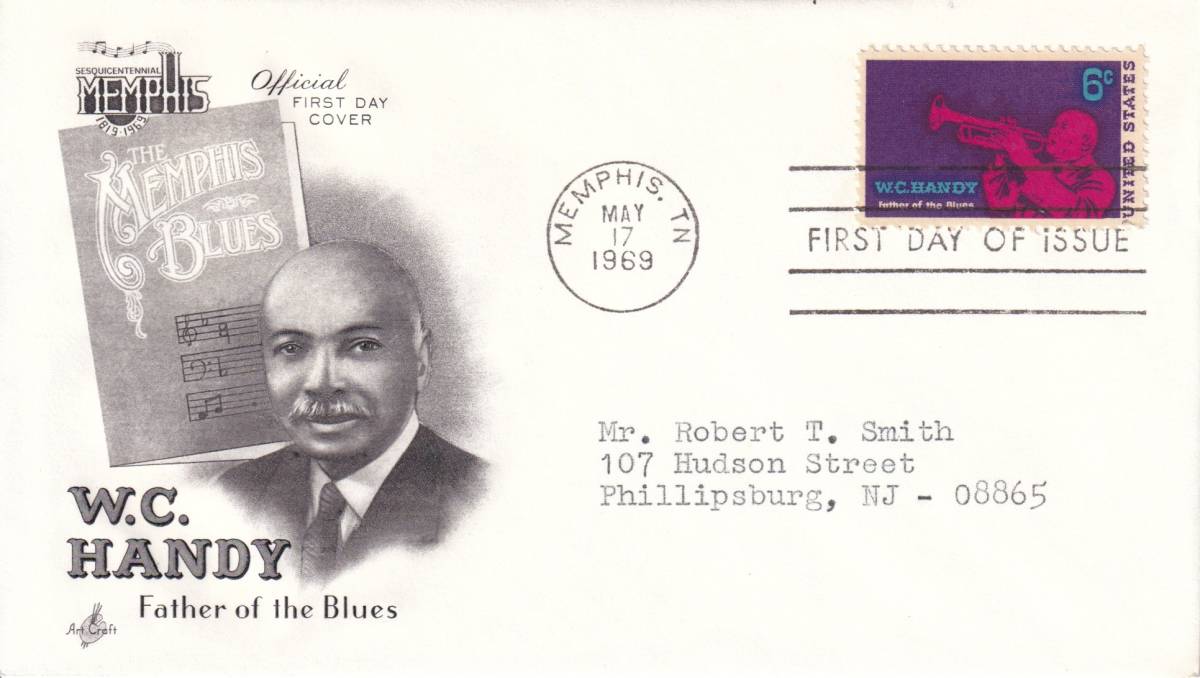 SESQUICENTENNIAL
MEMPHIS
1819-1969
Official
FIRST DAY
COVER
THE
MEMPHIS
BLUES
W.C.
HANDY
Father of the Blues
Art Craft
MEMPHIS, TN
MAY
17
1969
6c
UNITED STATES
W.C.HANDY
Father of the Blues
FIRST DAY OF ISSUE
Mr. Robert T. Smith
107 Hudson Street
Phillipsburg, NJ - 08865